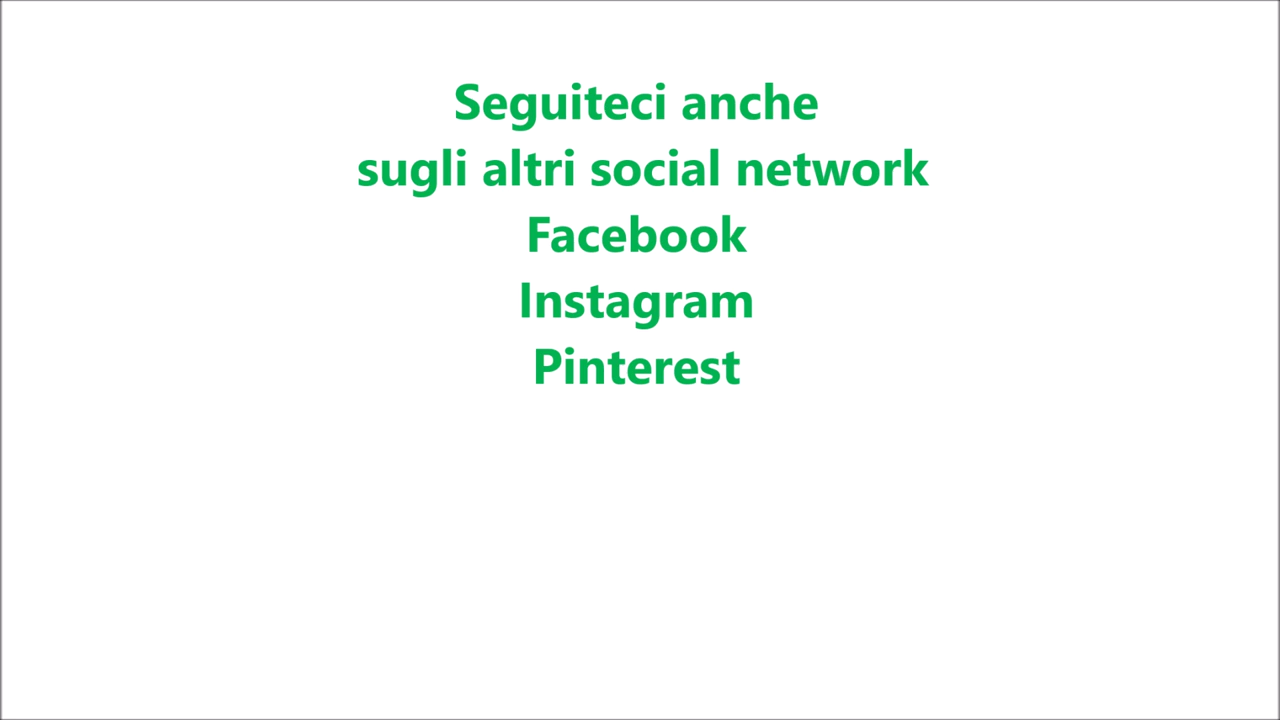 Seguiteci anche
sugli altri social network
Facebook
Instagram
Pinterest